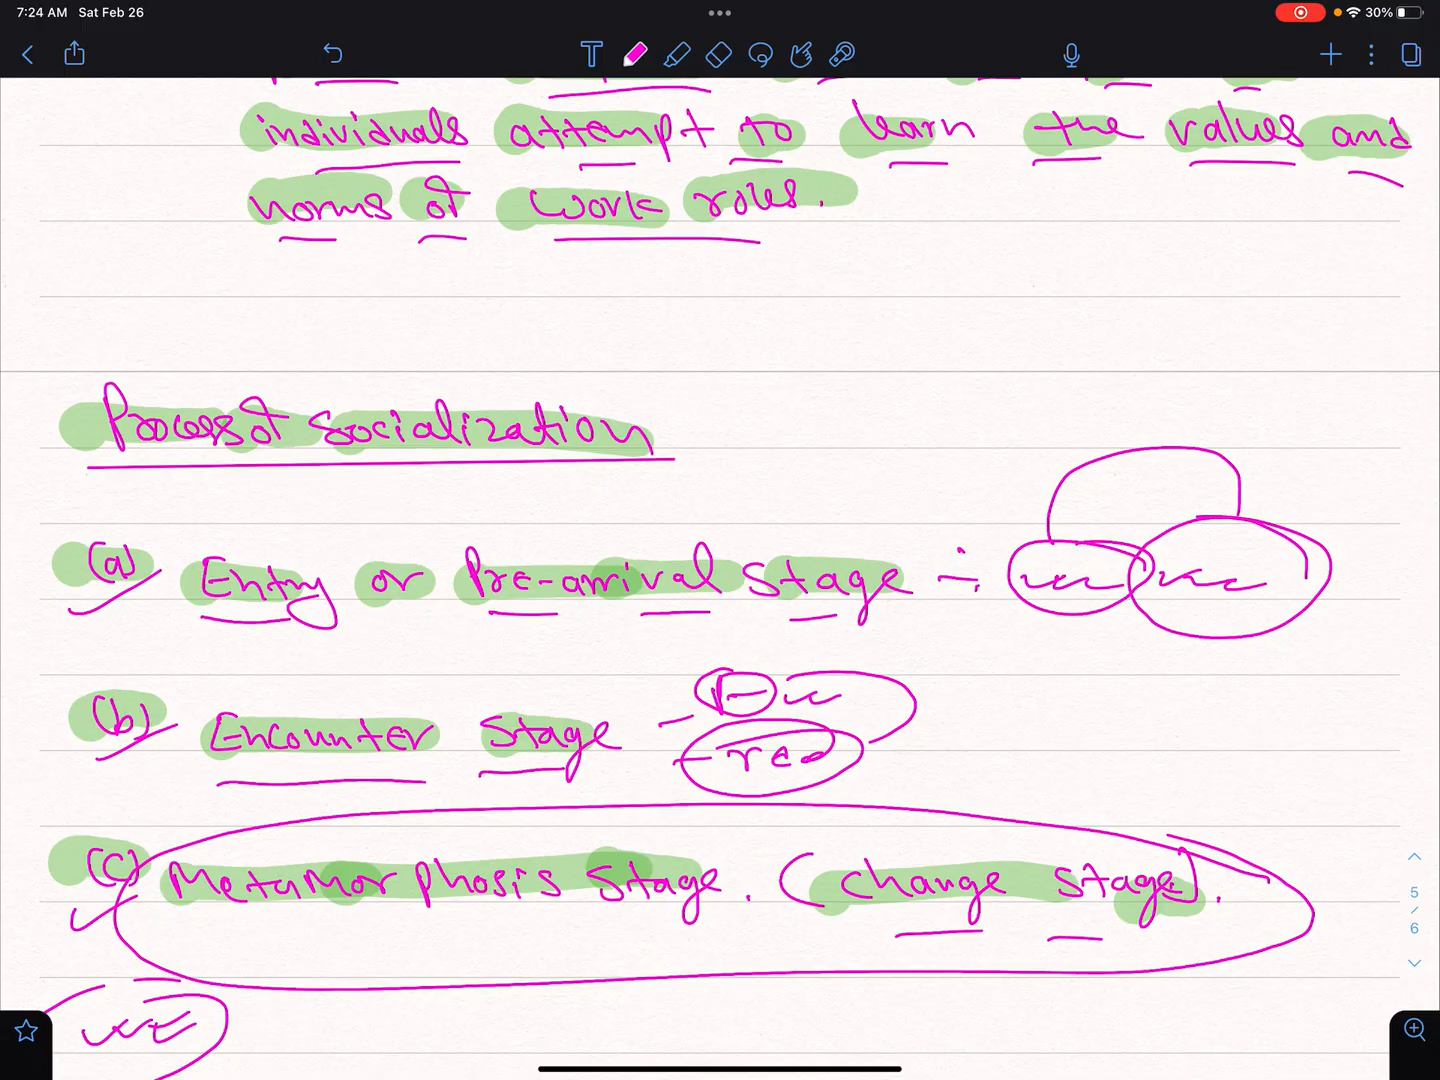 7:24 AM Sat Feb 26
30%
individuals attempt to learn the values and
norms of work roles.
Process of Socialization
(a) Entry or Pre-arrival Stage :-
(b) Encounter Stage -
(c) Metamorphosis Stage. (change stage).
5
/
6